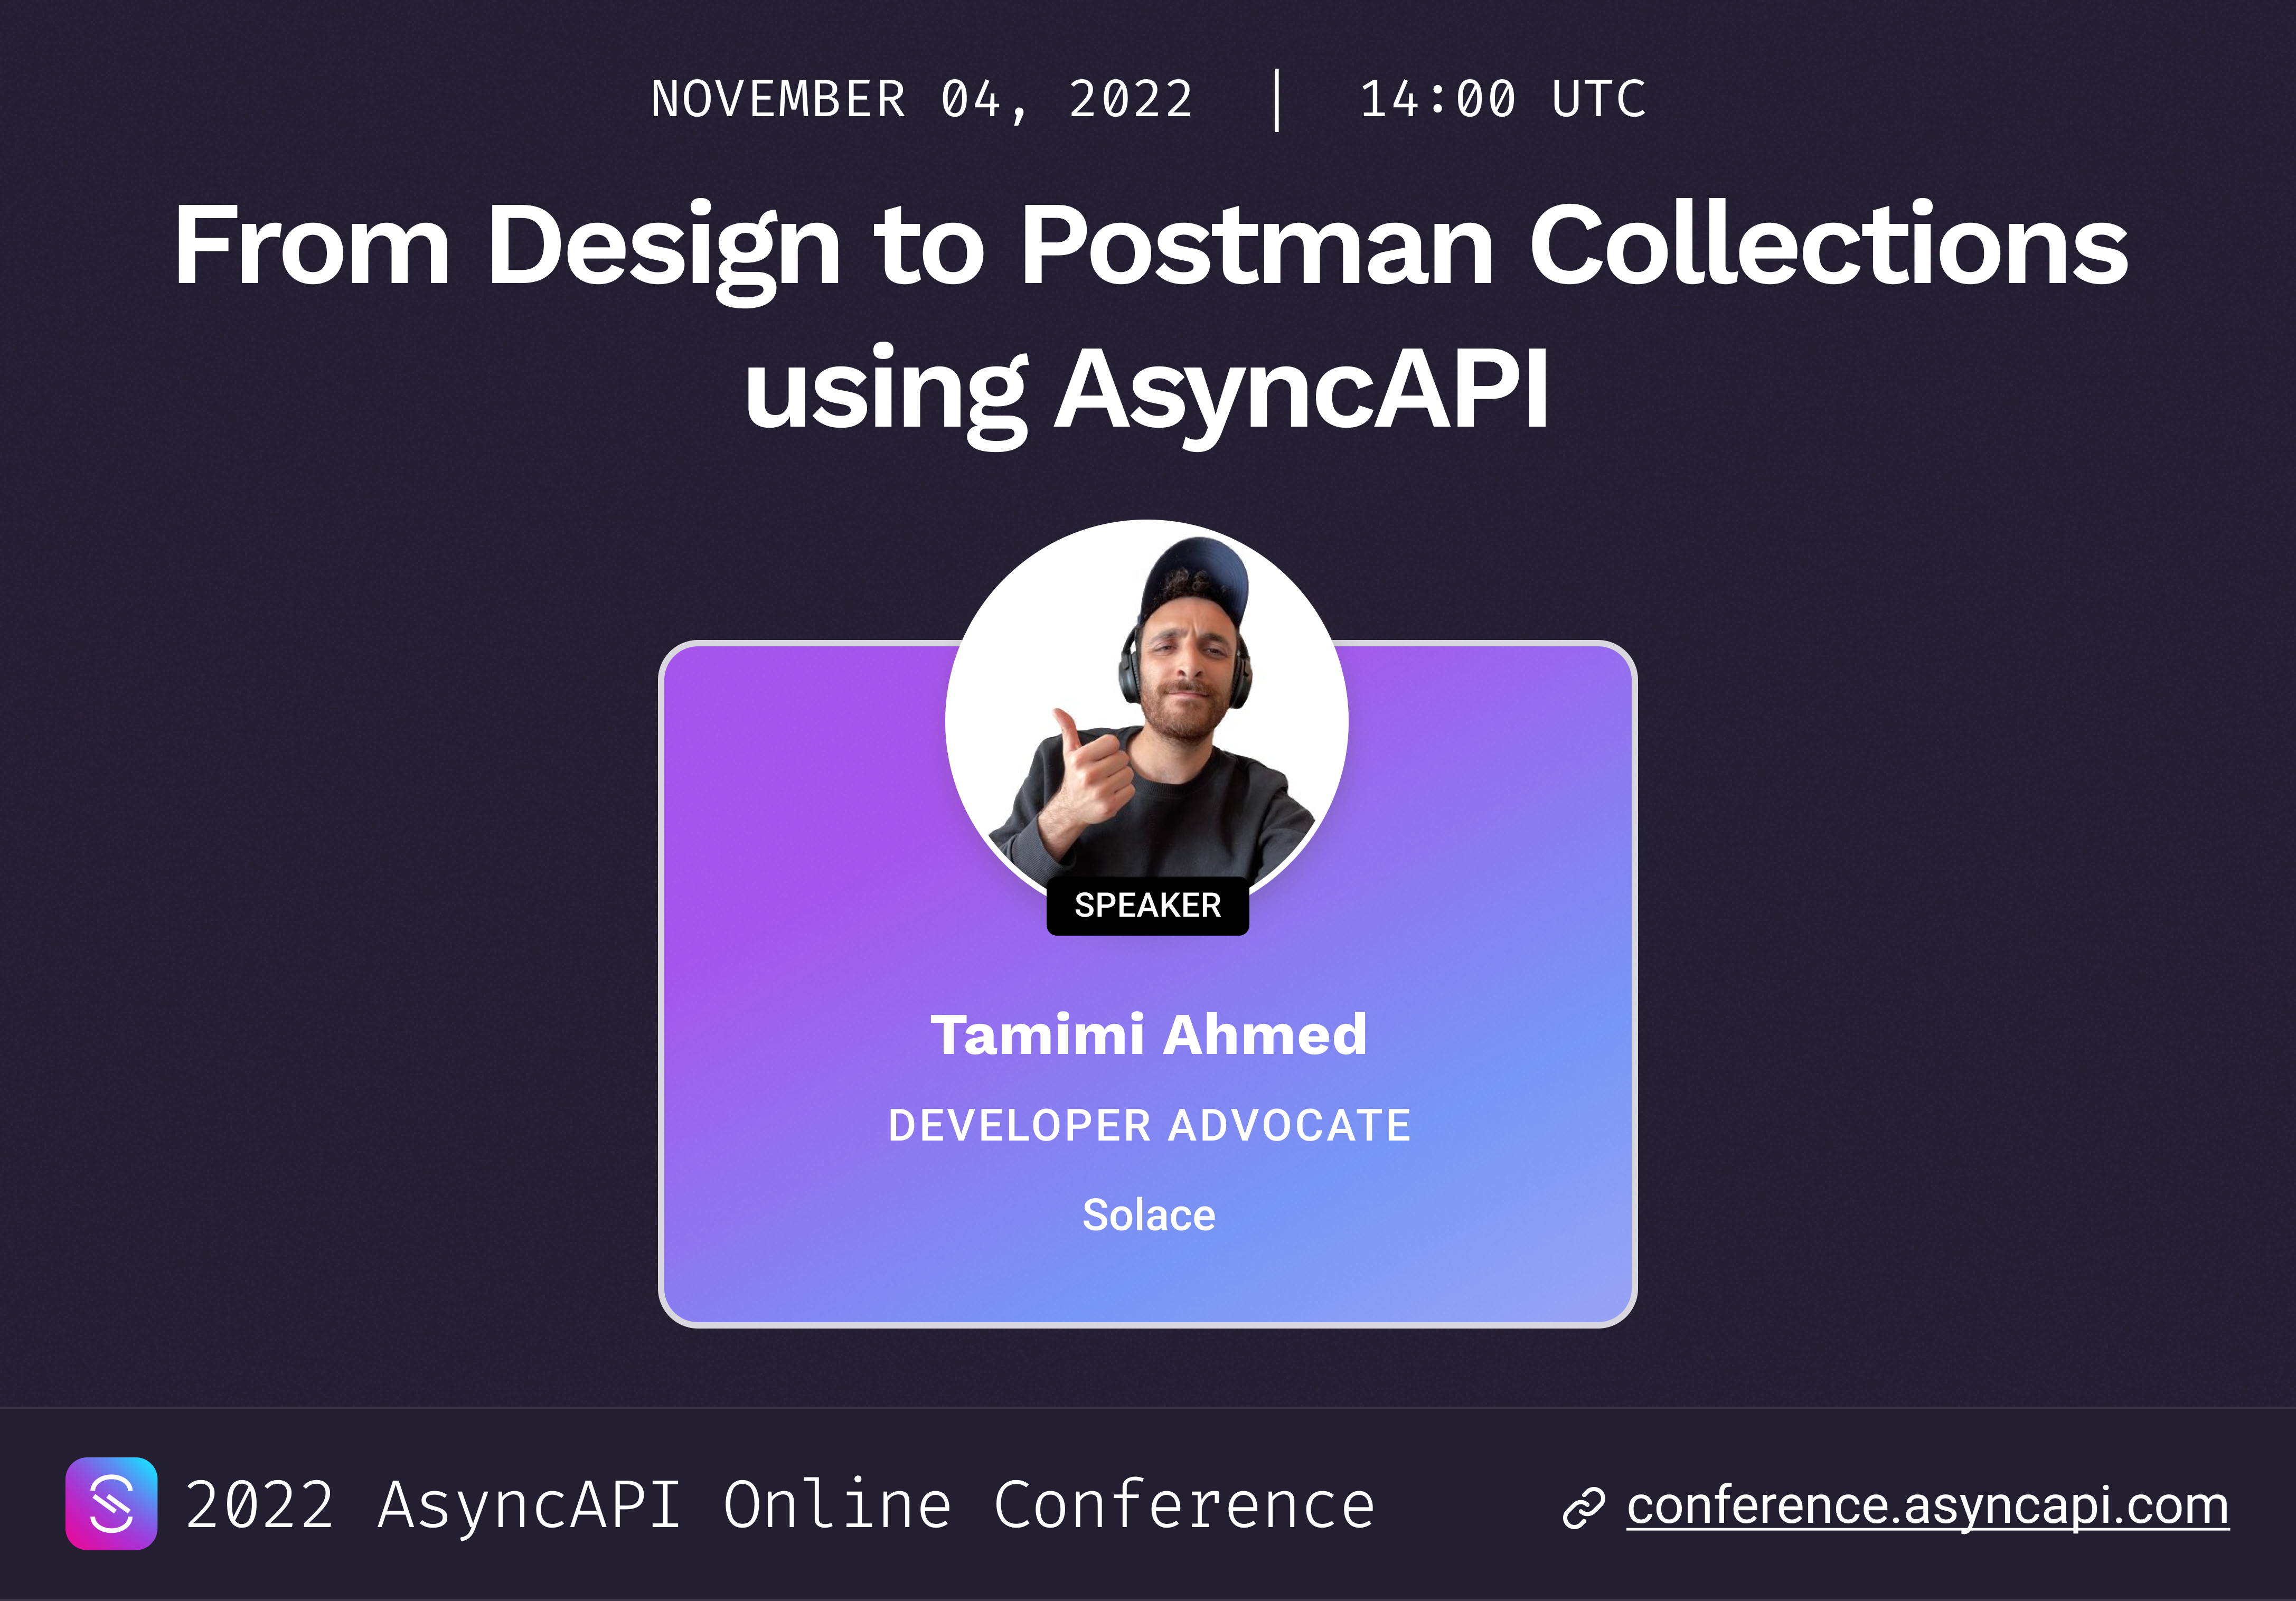 NOVEMBER 04, 2022 | 14:00 UTC
From Design to Postman Collections
using AsyncAPI
SPEAKER
Tamimi Ahmed
DEVELOPER ADVOCATE
Solace
2022 AsyncAPI Online Conference
conference.asyncapi.com